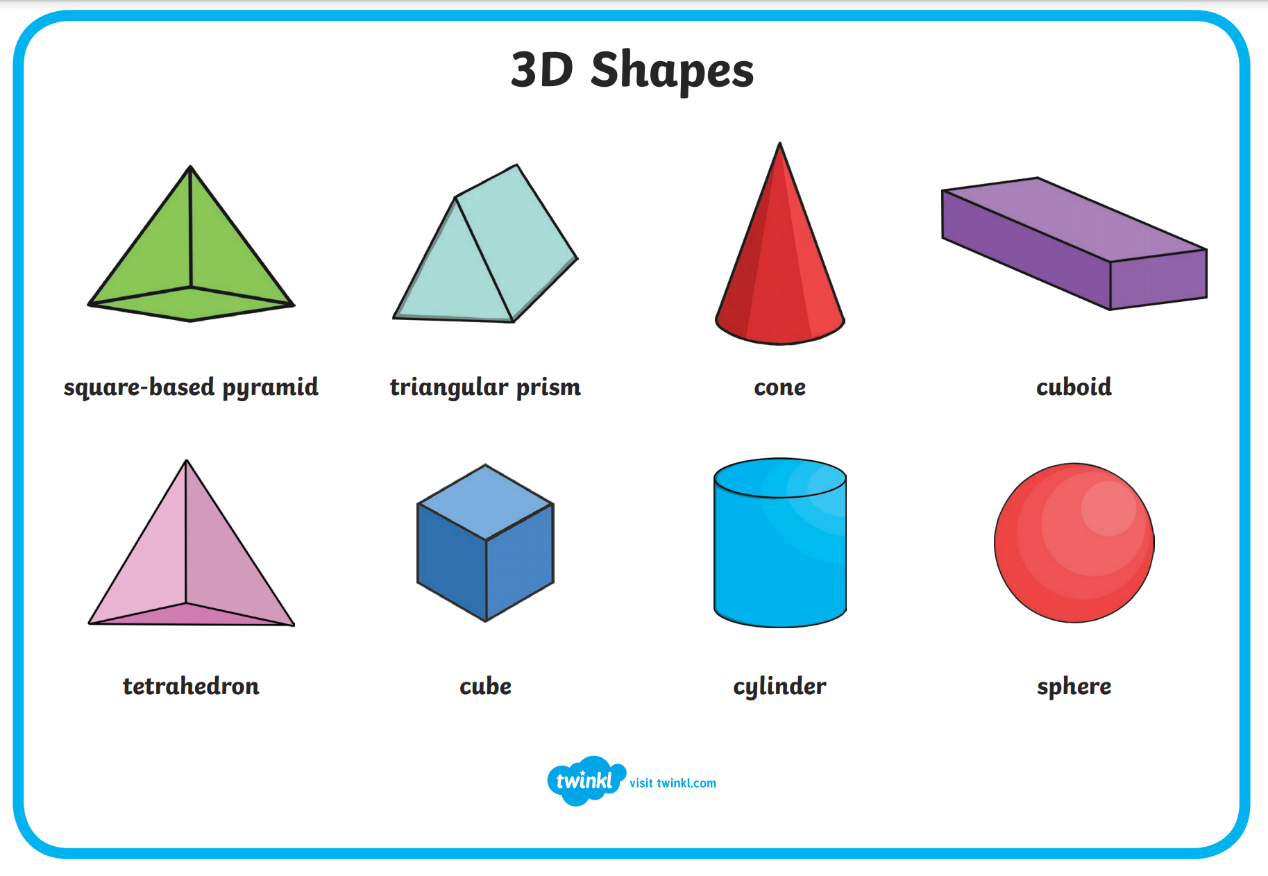 3D Shapes
square-based pyramid
triangular prism
cone
cuboid
tetrahedron
cube
cylinder
sphere
twinkl visit twinkl.com